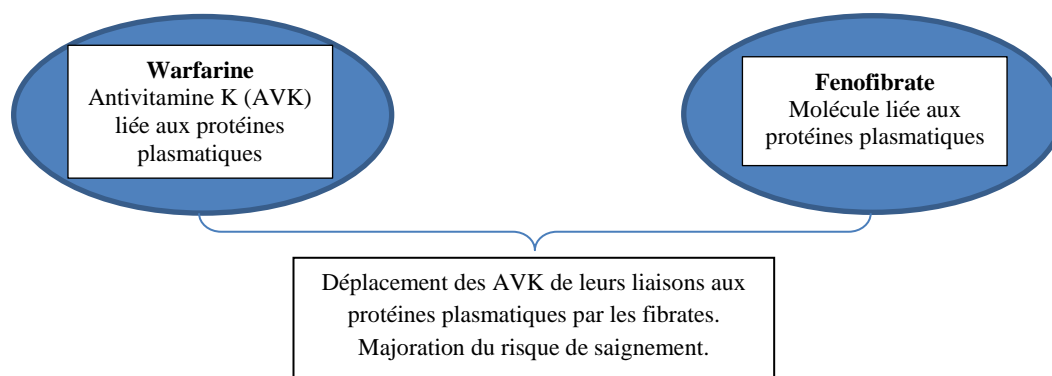 Warfarine
Antivitamine K (AVK)
liée aux protéines
plasmatiques
Fenofibrate
Molécule liée aux
protéines plasmatiques
Déplacement des AVK de leurs liaisons aux
protéines plasmatiques par les fibrates.
Majoration du risque de saignement.